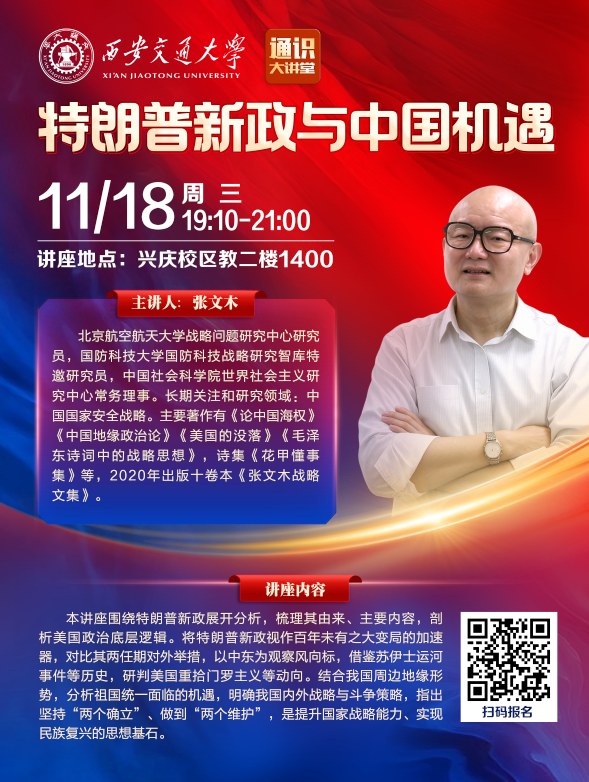 西安交通大学
XI'AN JIAOTONG UNIVERSITY
通识
大讲堂
特朗普新政与中国机遇
11/18
周三
19:10-21:00
讲座地点：兴庆校区教二楼1400
主讲人：张文木
北京航空航天大学战略问题研究中心研究
员，国防科技大学国防科技战略研究智库特
邀研究员，中国社会科学院世界社会主义研
究中心常务理事。长期关注和研究领域：中
国国家安全战略。主要著作有《论中国海权》
《中国地缘政治论》《美国的没落》《毛泽
东诗词中的战略思想》，诗集《花甲懂事
集》等，2020年出版十卷本《张文木战略
文集》。
讲座内容
本讲座围绕特朗普新政展开分析，梳理其由来、主要内容，剖
析美国政治底层逻辑。将特朗普新政视作百年未有之大变局的加速
器，对比其两任期对外举措，以中东为观察风向标，借鉴苏伊士运河
事件等历史，研判美国重拾门罗主义等动向。结合我国周边地缘形
势，分析祖国统一面临的机遇，明确我国内外战略与斗争策略，指出
坚持“两个确立”、做到“两个维护”，是提升国家战略能力、实现
民族复兴的思想基石。
扫码报名